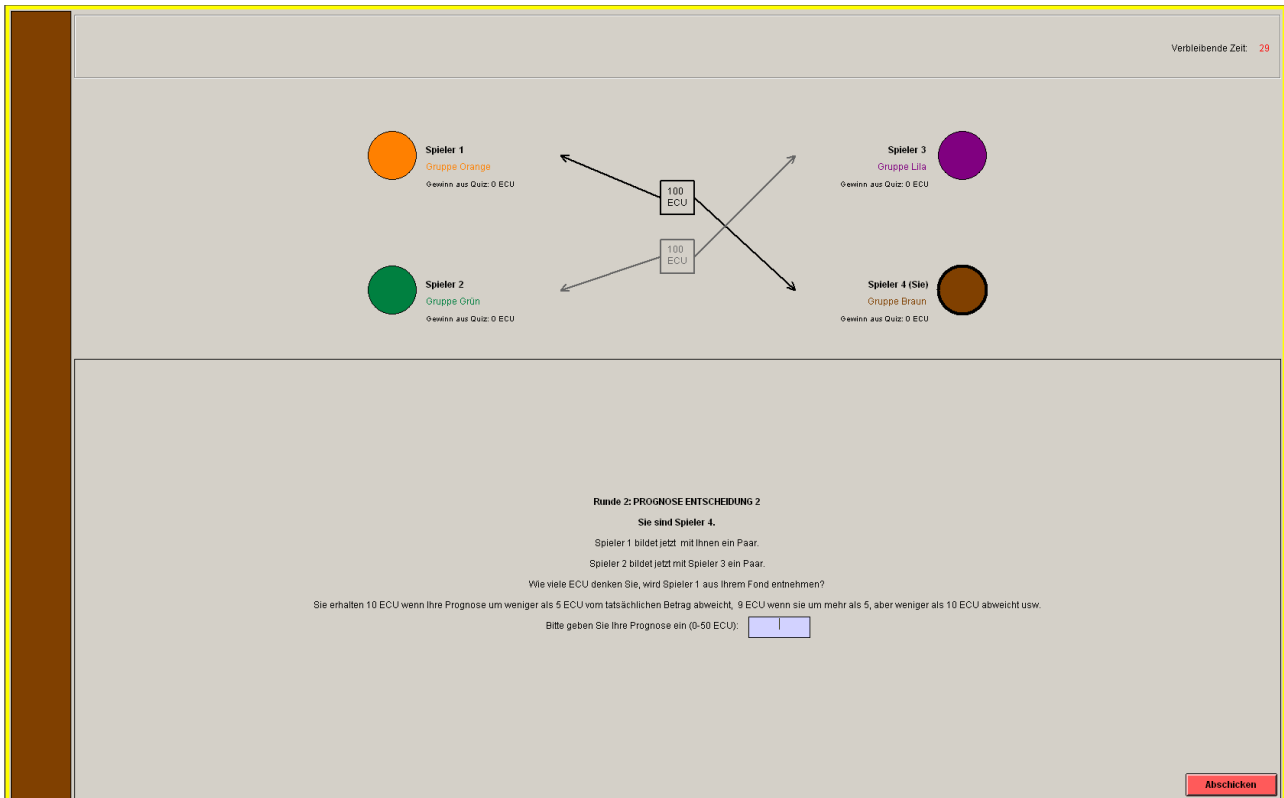 Verbleibende Zeit: 29
Spieler 1
Gruppe Orange
Gewinn aus Quiz: 0 ECU
Spieler 3
Gruppe Lila
Gewinn aus Quiz: 0 ECU
100
ECU
100
ECU
Spieler 2
Gruppe Grün
Gewinn aus Quiz: 0 ECU
Spieler 4 (Sie)
Gruppe Braun
Gewinn aus Quiz: 0 ECU
Runde 2: PROGNOSE ENTSCHEIDUNG 2
Sie sind Spieler 4.
Spieler 1 bildet jetzt mit Ihnen ein Paar.
Spieler 2 bildet jetzt mit Spieler 3 ein Paar.
Wie viele ECU denken Sie, wird Spieler 1 aus Ihrem Fond entnehmen?
Sie erhalten 10 ECU wenn Ihre Prognose um weniger als 5 ECU vom tatsächlichen Betrag abweicht, 9 ECU wenn sie um mehr als 5, aber weniger als 10 ECU abweicht usw.
Bitte geben Sie Ihre Prognose ein (0-50 ECU):
Abschicken